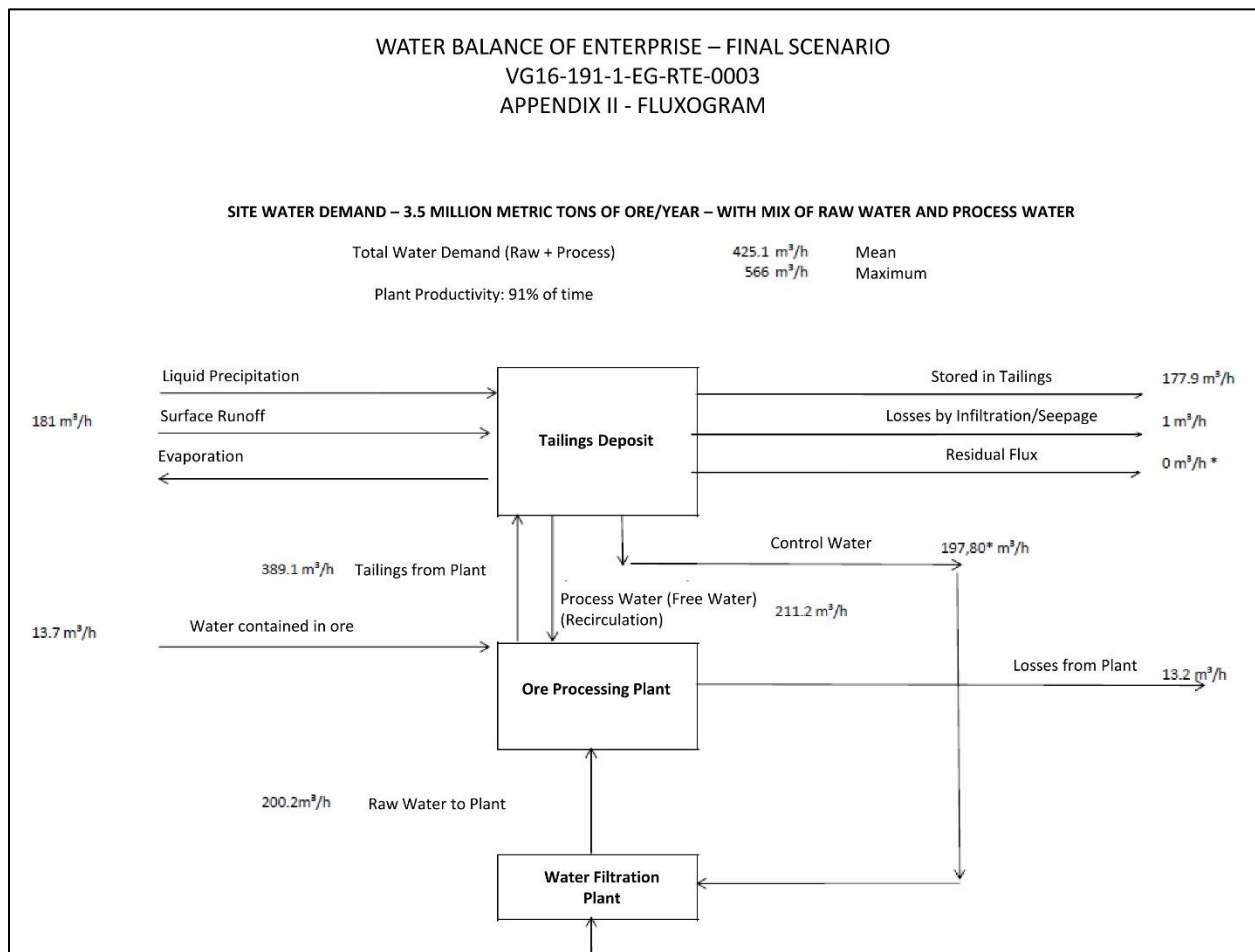 WATER BALANCE OF ENTERPRISE – FINAL SCENARIO
VG16-191-1-EG-RTE-0003
APPENDIX II - FLUXOGRAM
SITE WATER DEMAND – 3.5 MILLION METRIC TONS OF ORE/YEAR – WITH MIX OF RAW WATER AND PROCESS WATER
Total Water Demand (Raw + Process) 425.1 m³/h Mean
566 m³/h Maximum
Plant Productivity: 91% of time
Liquid Precipitation
Stored in Tailings 177.9 m³/h
181 m³/h Surface Runoff
Tailings Deposit
Losses by Infiltration/Seepage 1 m³/h
Evaporation
Residual Flux 0 m³/h *
Control Water 197,80* m³/h
389.1 m³/h Tailings from Plant
Process Water (Free Water)
(Recirculation)
211.2 m³/h
13.7 m³/h Water contained in ore
Ore Processing Plant
Losses from Plant 13.2 m³/h
200.2m³/h Raw Water to Plant
Water Filtration
Plant